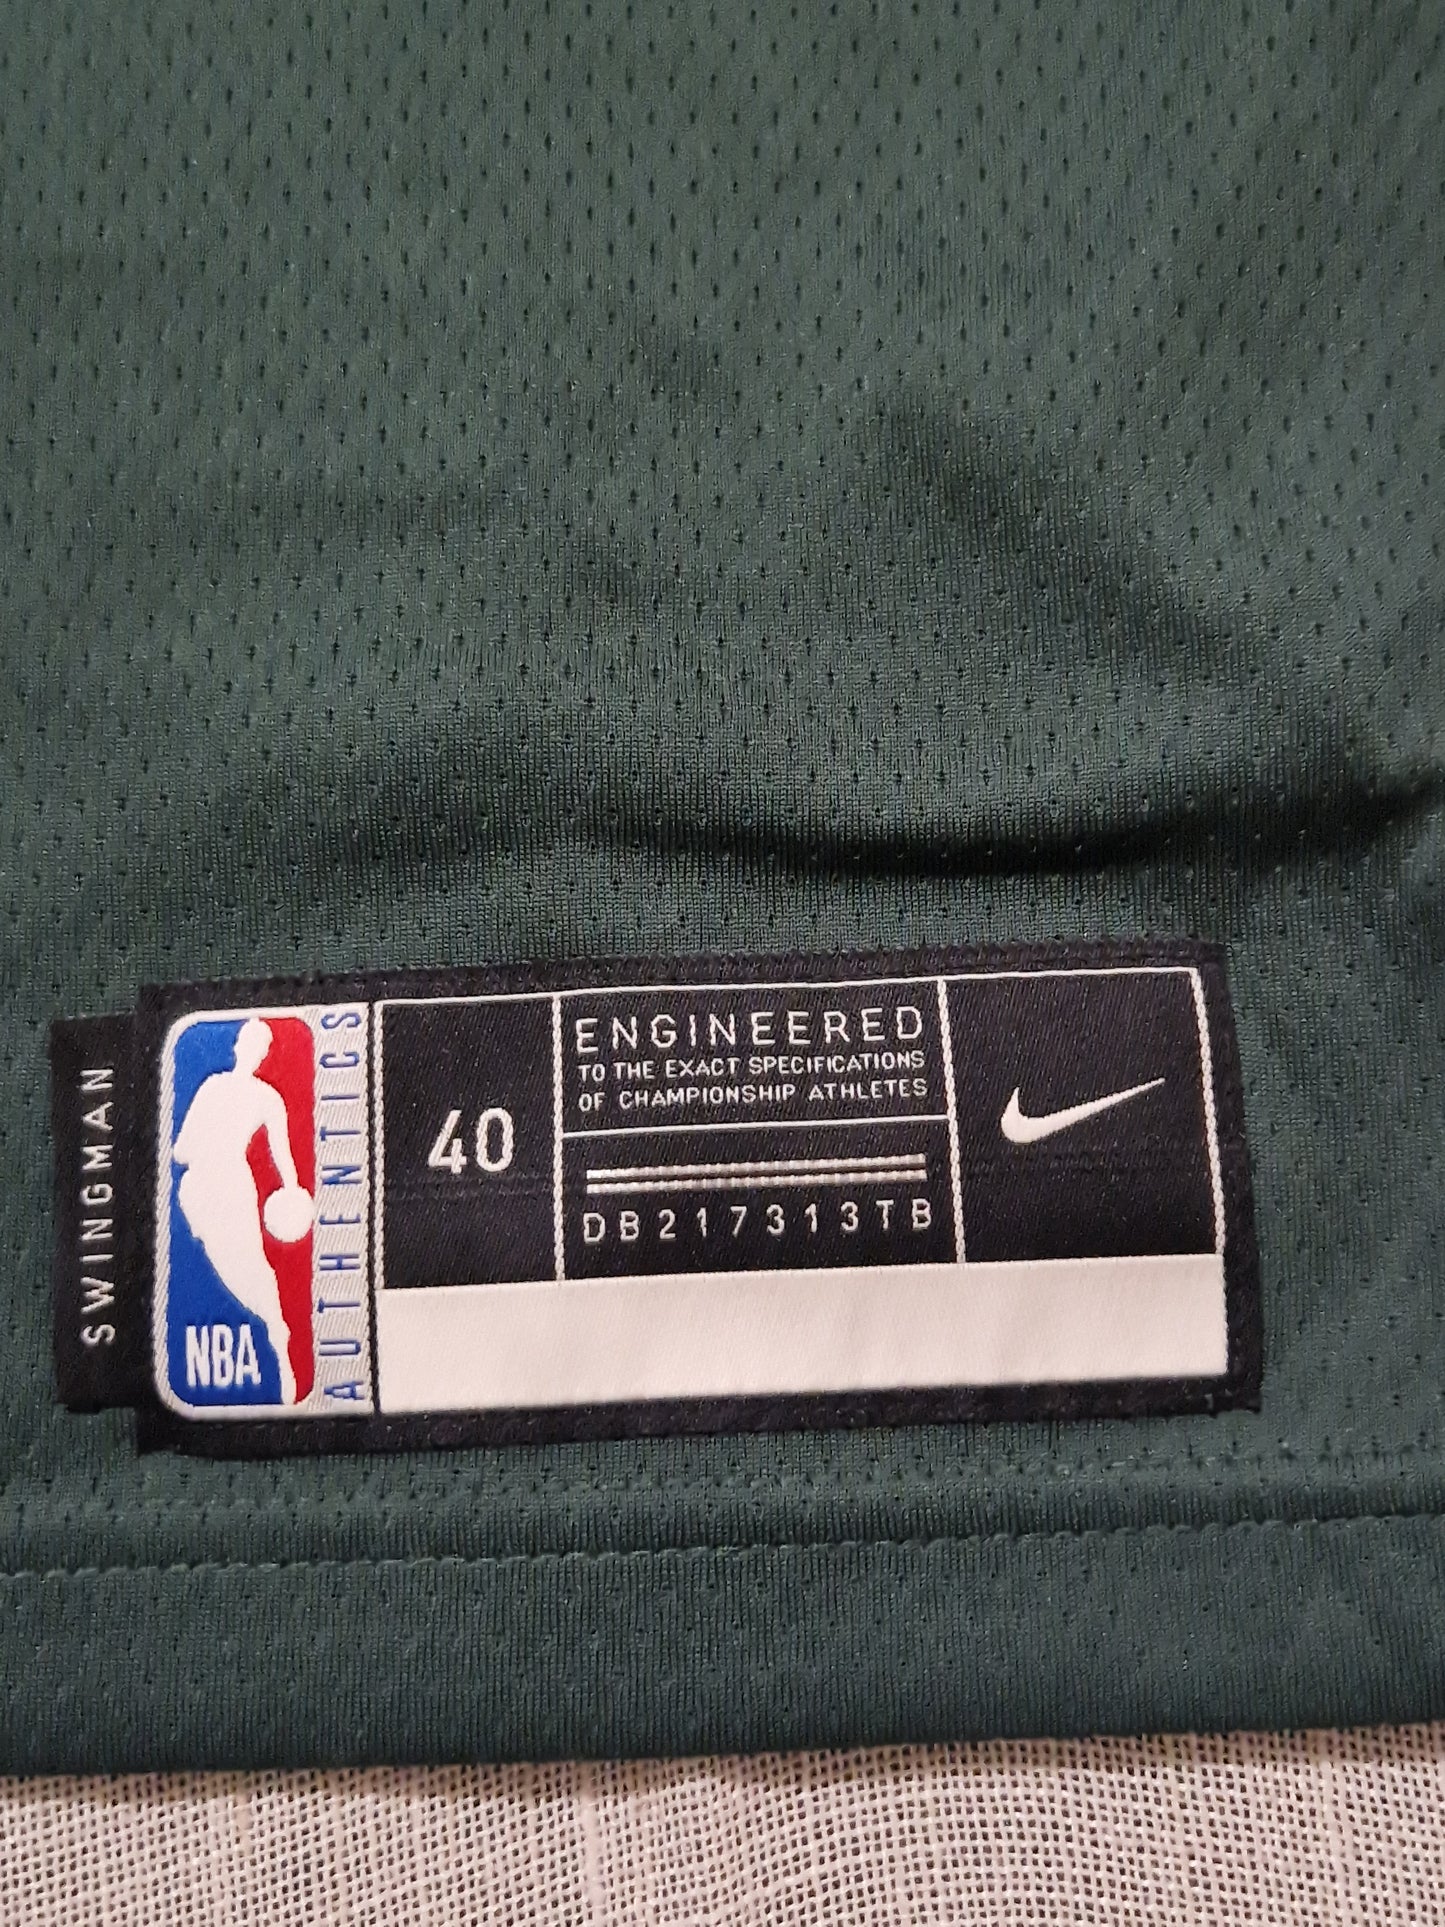 SWINGMAN
NBA
AUTHENTICS
40
ENGINEERED
TO THE EXACT SPECIFICATIONS
OF CHAMPIONSHIP ATHLETES
DB217313TB